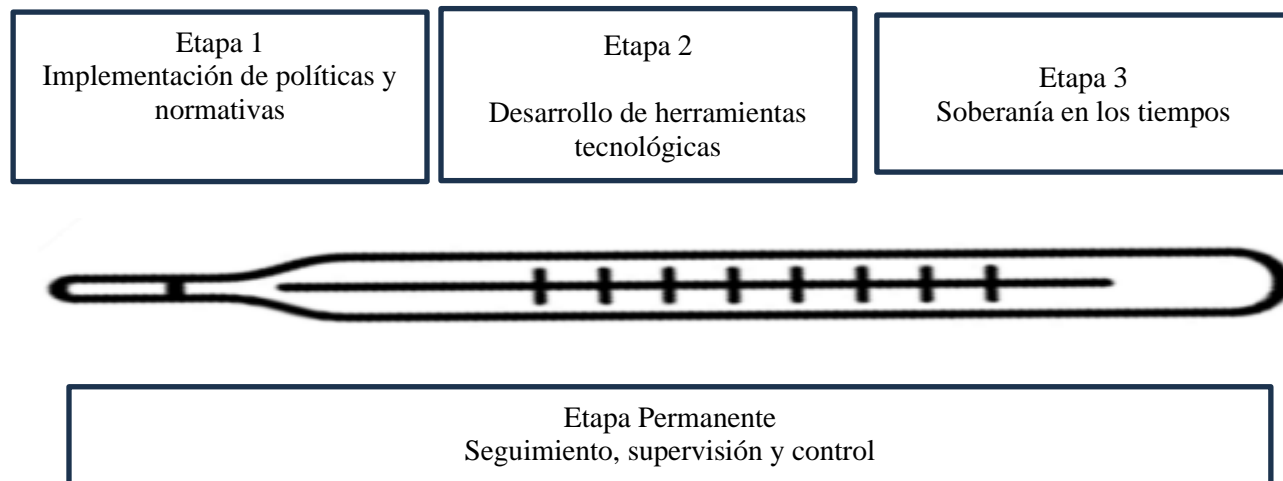 Etapa 1
Implementación de políticas y
normativas
Etapa 2
Desarrollo de herramientas
tecnológicas
Etapa 3
Soberanía en los tiempos
Etapa Permanente
Seguimiento, supervisión y control